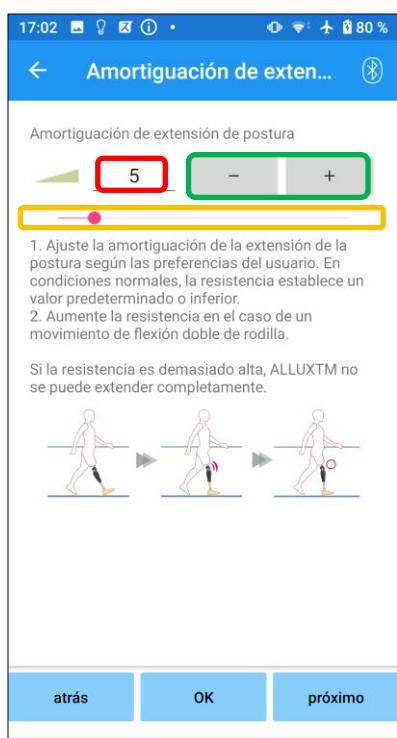 17:02 80 %
Amortiguación de exten...
Amortiguación de extensión de postura
5 − +
1. Ajuste la amortiguación de la extensión de la
postura según las preferencias del usuario. En
condiciones normales, la resistencia establece un
valor predeterminado o inferior.
2. Aumente la resistencia en el caso de un
movimiento de flexión doble de rodilla.
Si la resistencia es demasiado alta, ALLUXTM no
se puede extender completamente.
atrás OK próximo